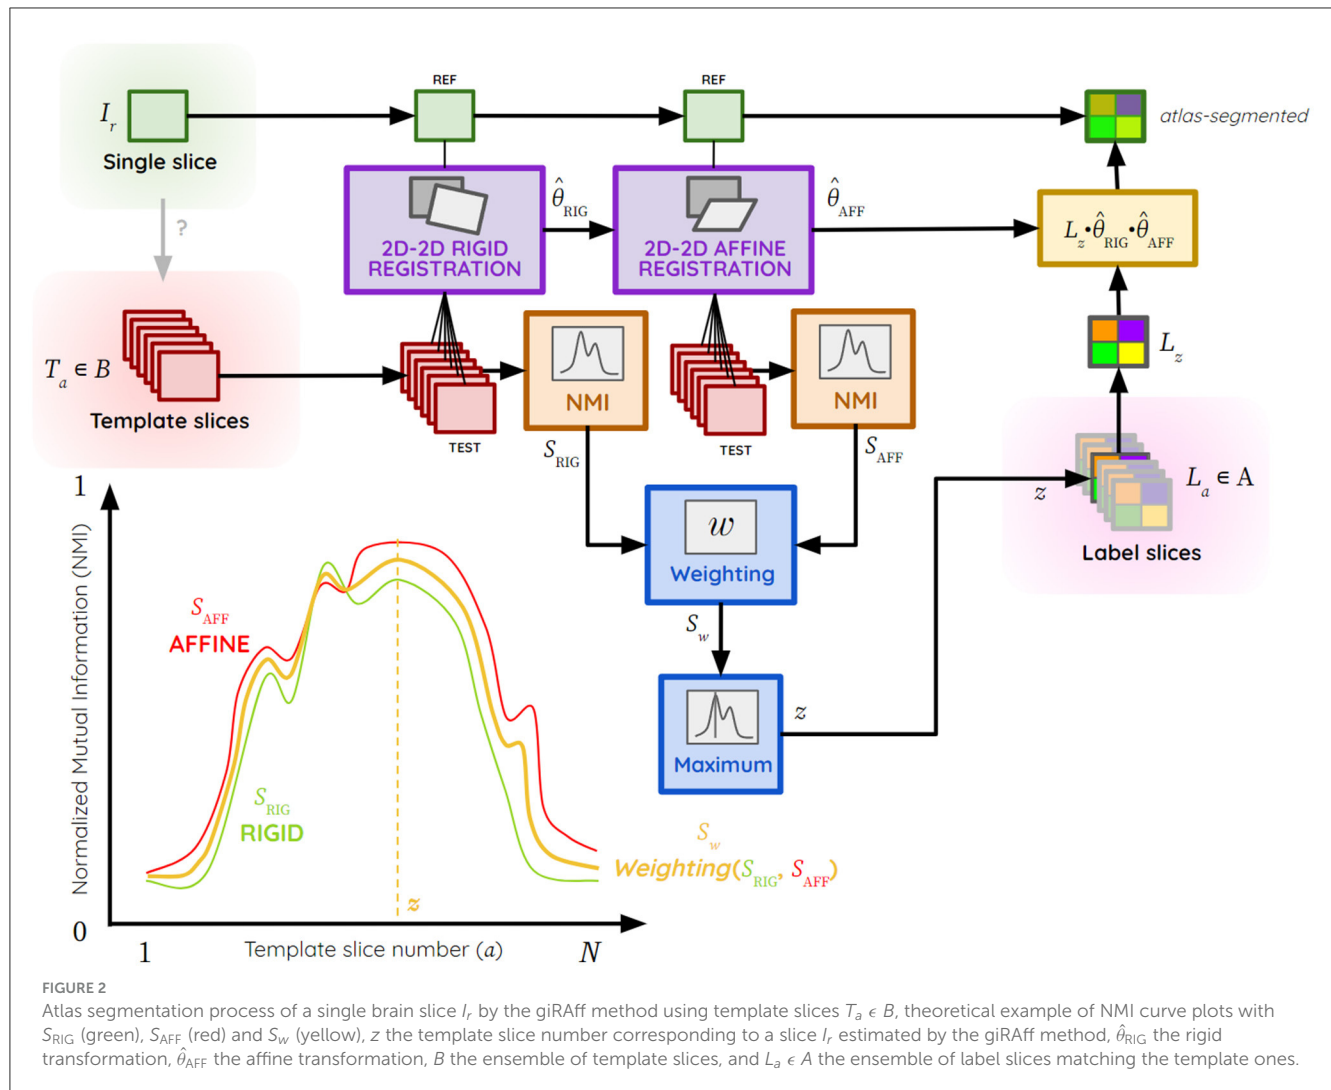 REF
REF
I_r
Single slice
atlas-segmented
?
θ̂_RIG
θ̂_AFF
2D-2D RIGID
REGISTRATION
2D-2D AFFINE
REGISTRATION
L_z•θ̂_RIG•θ̂_AFF
T_a ∈ B
Template slices
NMI
NMI
L_z
TEST
TEST
S_RIG
S_AFF
w
Weighting
z
L_a ∈ A
Label slices
S_w
z
Maximum
1
Normalized Mutual Information (NMI)
S_AFF
AFFINE
S_RIG
RIGID
S_w
Weighting(S_RIG, S_AFF)
z
0
1
Template slice number (a)
N
FIGURE 2
Atlas segmentation process of a single brain slice I_r by the giRAff method using template slices T_a ϵ B, theoretical example of NMI curve plots with
S_RIG (green), S_AFF (red) and S_w (yellow), z the template slice number corresponding to a slice I_r estimated by the giRAff method, θ̂_RIG the rigid
transformation, θ̂_AFF the affine transformation, B the ensemble of template slices, and L_a ϵ A the ensemble of label slices matching the template ones.